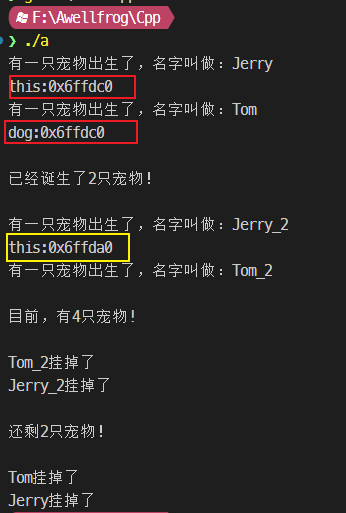 F:\Awellfrog\Cpp
❯ ./a
有一只宠物出生了，名字叫做：Jerry
this:0x6ffdc0
有一只宠物出生了，名字叫做：Tom
dog:0x6ffdc0
已经诞生了2只宠物！
有一只宠物出生了，名字叫做：Jerry_2
this:0x6ffda0
有一只宠物出生了，名字叫做：Tom_2
目前，有4只宠物！
Tom_2挂掉了
Jerry_2挂掉了
还剩2只宠物！
Tom挂掉了
Jerry挂掉了